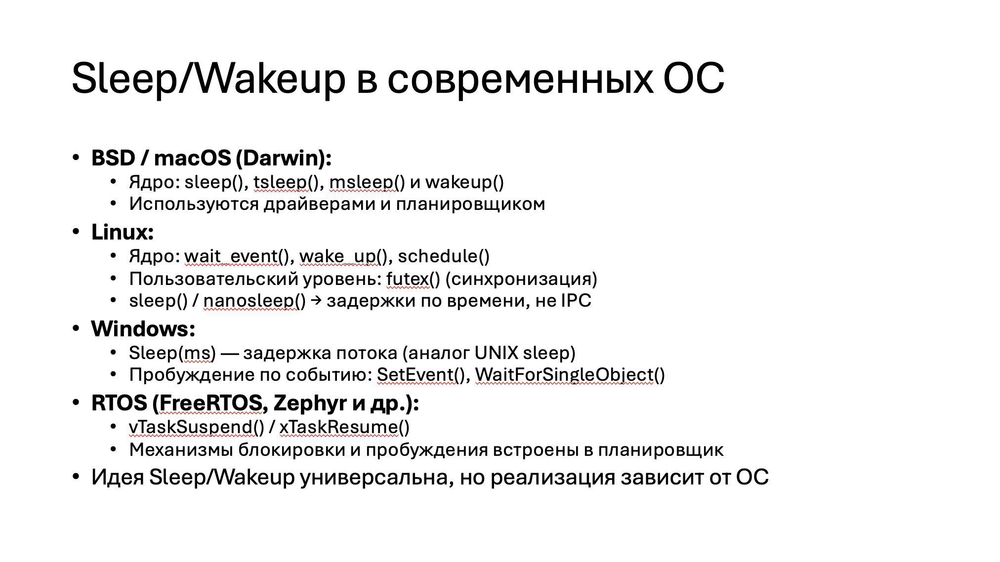 Sleep/Wakeup в современных ОС
• BSD / macOS (Darwin):
• Ядро: sleep(), tsleep(), msleep() и wakeup()
• Используются драйверами и планировщиком
• Linux:
• Ядро: wait_event(), wake_up(), schedule()
• Пользовательский уровень: futex() (синхронизация)
• sleep() / nanosleep() → задержки по времени, не IPC
• Windows:
• Sleep(ms) — задержка потока (аналог UNIX sleep)
• Пробуждение по событию: SetEvent(), WaitForSingleObject()
• RTOS (FreeRTOS, Zephyr и др.):
• vTaskSuspend() / xTaskResume()
• Механизмы блокировки и пробуждения встроены в планировщик
• Идея Sleep/Wakeup универсальна, но реализация зависит от ОС